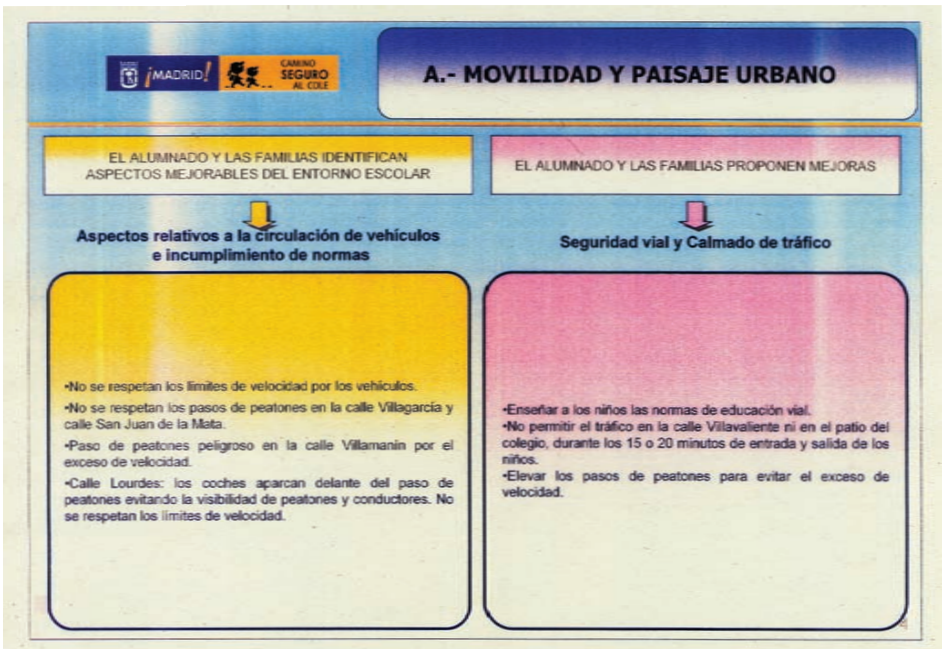 ¡MADRID!
CAMINO
SEGURO
AL COLE
A.- MOVILIDAD Y PAISAJE URBANO
EL ALUMNADO Y LAS FAMILIAS IDENTIFICAN
ASPECTOS MEJORABLES DEL ENTORNO ESCOLAR
Aspectos relativos a la circulación de vehículos
e incumplimiento de normas
•No se respetan los límites de velocidad por los vehículos.
•No se respetan los pasos de peatones en la calle Villagarcía y
calle San Juan de la Mata.
•Paso de peatones peligroso en la calle Villamanín por el
exceso de velocidad.
•Calle Lourdes: los coches aparcan delante del paso de
peatones evitando la visibilidad de peatones y conductores. No
se respetan los límites de velocidad.
EL ALUMNADO Y LAS FAMILIAS PROPONEN MEJORAS
Seguridad vial y Calmado de tráfico
•Enseñar a los niños las normas de educación vial.
•No permitir el tráfico en la calle Villavaliente ni en el patio del
colegio, durante los 15 o 20 minutos de entrada y salida de los
niños.
•Elevar los pasos de peatones para evitar el exceso de
velocidad.